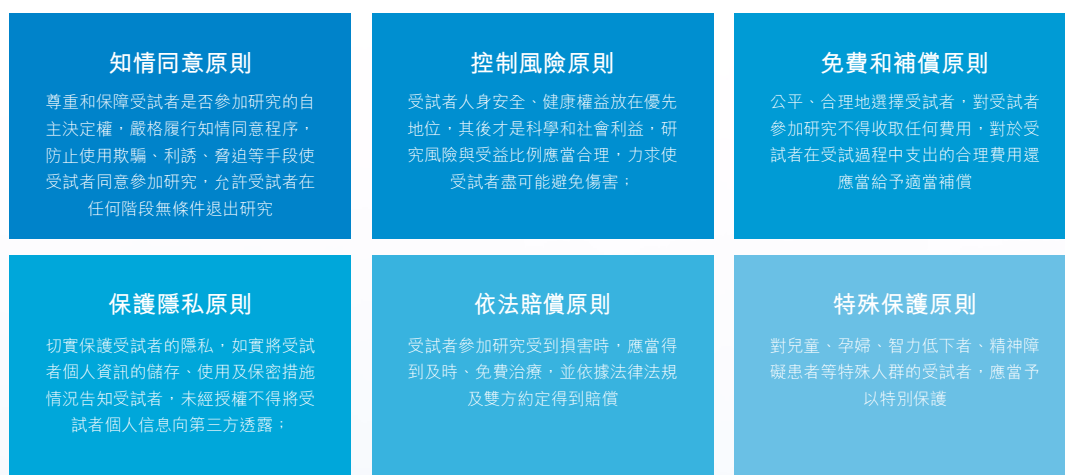 知情同意原則
尊重和保障受試者是否參加研究的自
主決定權，嚴格履行知情同意程序，
防止使用欺騙、利誘、脅迫等手段使
受試者同意參加研究，允許受試者在
任何階段無條件退出研究
控制風險原則
受試者人身安全、健康權益放在優先
地位，其後才是科學和社會利益，研
究風險與受益比例應當合理，力求使
受試者盡可能避免傷害；
免費和補償原則
公平、合理地選擇受試者，對受試者
參加研究不得收取任何費用，對於受
試者在受試過程中支出的合理費用還
應當給予適當補償
保護隱私原則
切實保護受試者的隱私，如實將受試
者個人資訊的儲存、使用及保密措施
情況告知受試者，未經授權不得將受
試者個人信息向第三方透露；
依法賠償原則
受試者參加研究受到損害時，應當得
到及時、免費治療，並依據法律法規
及雙方約定得到賠償
特殊保護原則
對兒童、孕婦、智力低下者、精神障
礙患者等特殊人群的受試者，應當予
以特別保護